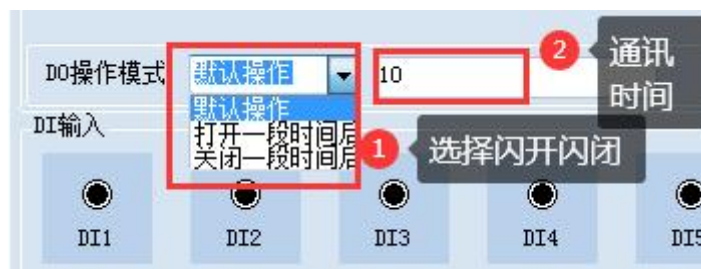 DO操作模式
默认操作
10
2
通讯时间
默认操作
打开一段时间后
关闭一段时间后
1
选择闪开闪闭
DI输入
DI1
DI2
DI3
DI4
DI5